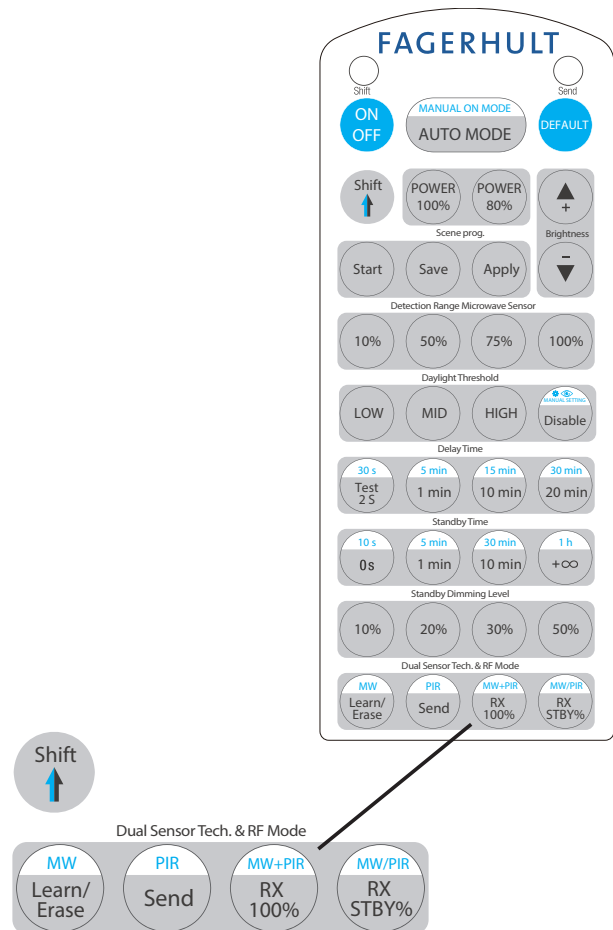 FAGERHULT
Shift
Send
ON
OFF
MANUAL ON MODE
AUTO MODE
DEFAULT
Shift
POWER
100%
POWER
80%
+
Scene prog.
Brightness
Start
Save
Apply
–
Detection Range Microwave Sensor
10%
50%
75%
100%
Daylight Threshold
LOW
MID
HIGH
MANUAL SETTING
Disable
Delay Time
30 s
Test
2 S
5 min
1 min
15 min
10 min
30 min
20 min
Standby Time
10 s
0s
5 min
1 min
30 min
10 min
1 h
+∞
Standby Dimming Level
10%
20%
30%
50%
Dual Sensor Tech. & RF Mode
MW
Learn/
Erase
PIR
Send
MW+PIR
RX
100%
MW/PIR
RX
STBY%
Shift
Dual Sensor Tech. & RF Mode
MW
Learn/
Erase
PIR
Send
MW+PIR
RX
100%
MW/PIR
RX
STBY%